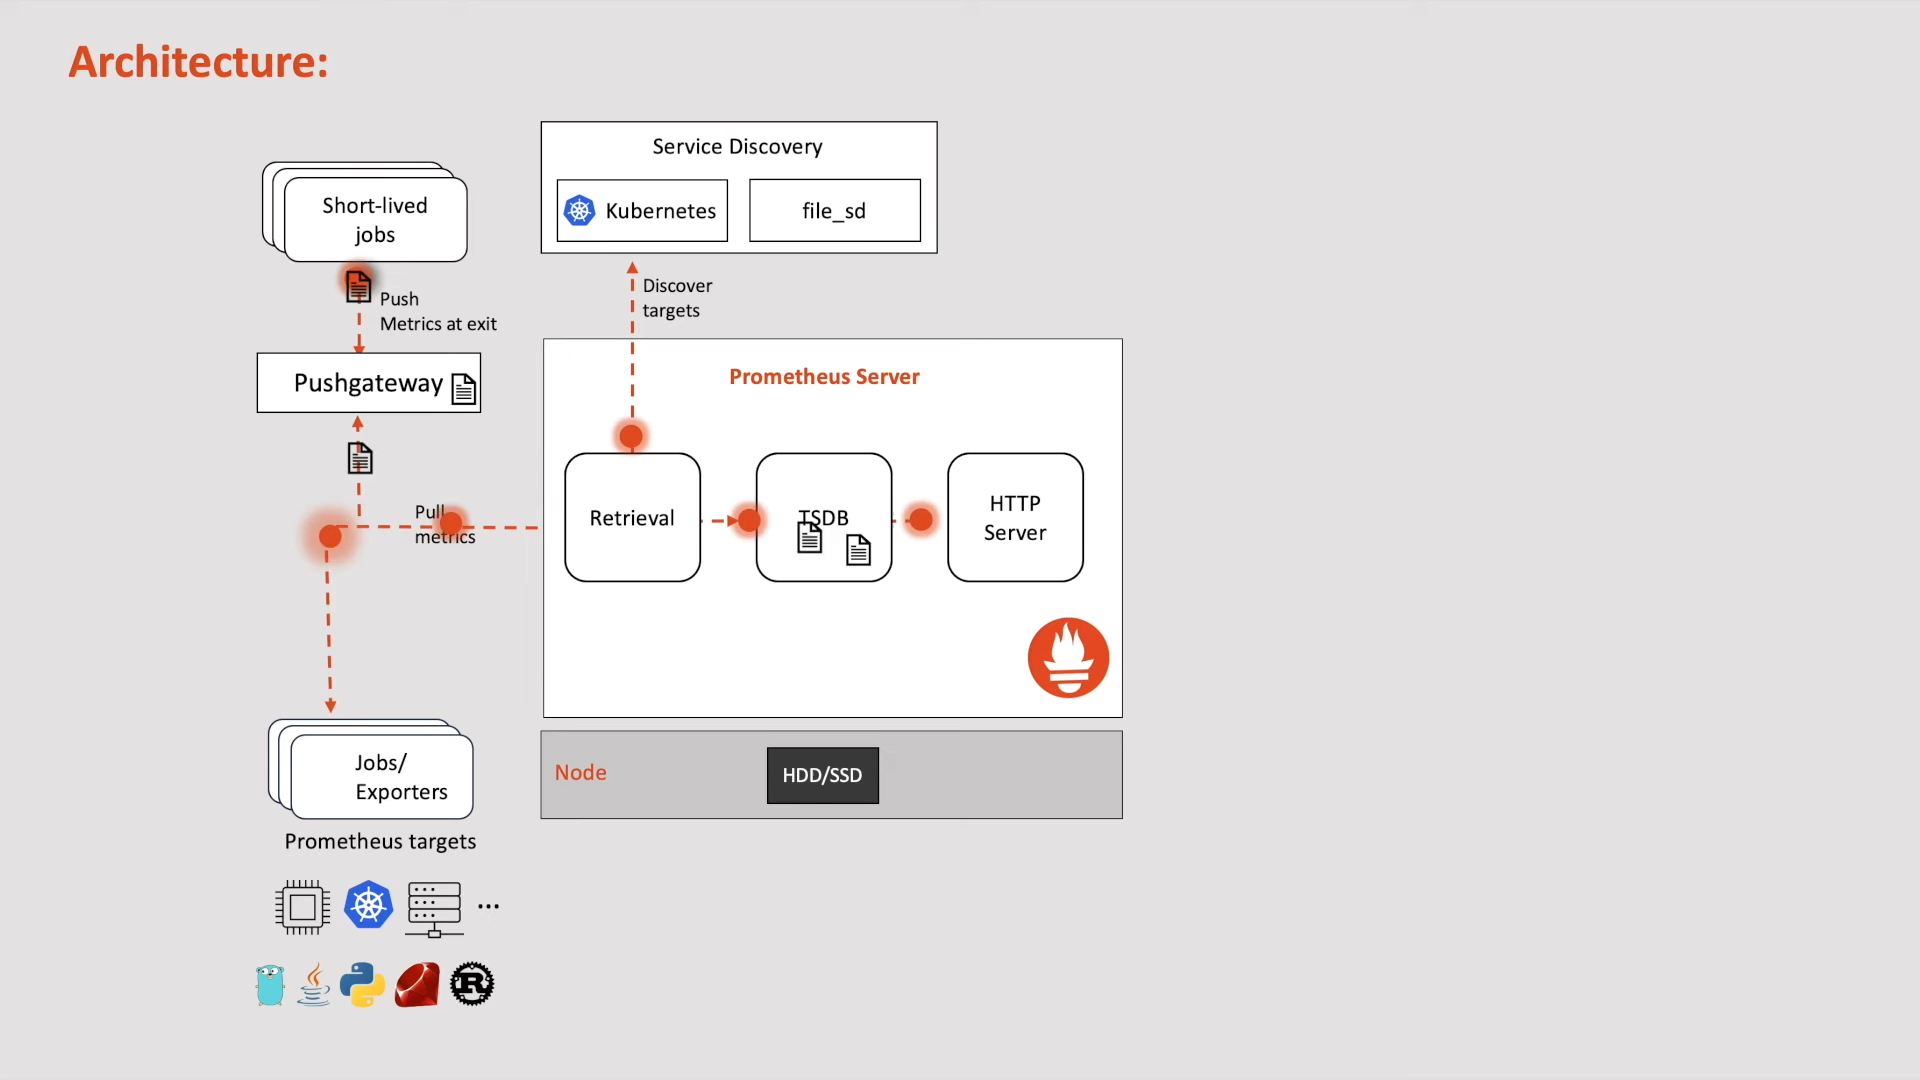 Architecture:
Service Discovery
Kubernetes
file_sd
Short-lived
jobs
Discover
targets
Push
Metrics at exit
Pushgateway
Prometheus Server
Pull
metrics
Retrieval
TSDB
HTTP
Server
Jobs/
Exporters
Node
HDD/SSD
Prometheus targets
...
R